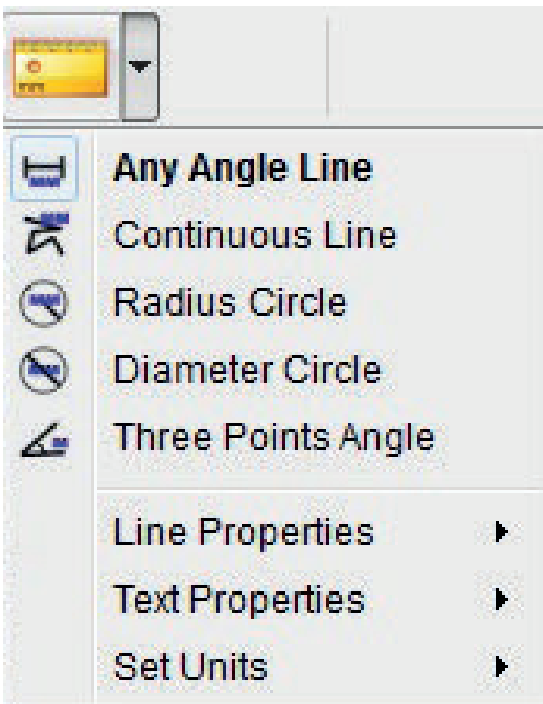 Any Angle Line
Continuous Line
Radius Circle
Diameter Circle
Three Points Angle
Line Properties
Text Properties
Set Units